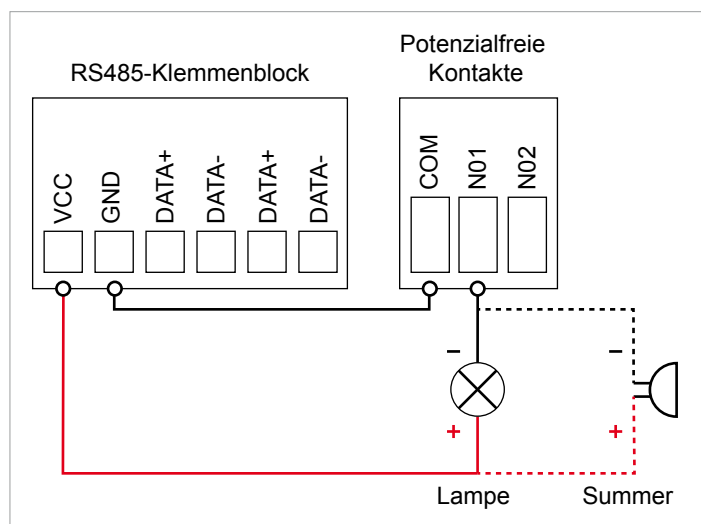 RS485-Klemmenblock
Potenzialfreie
Kontakte
VCC
GND
DATA+
DATA-
DATA+
DATA-
COM
N01
N02
–
–
+
+
Lampe
Summer